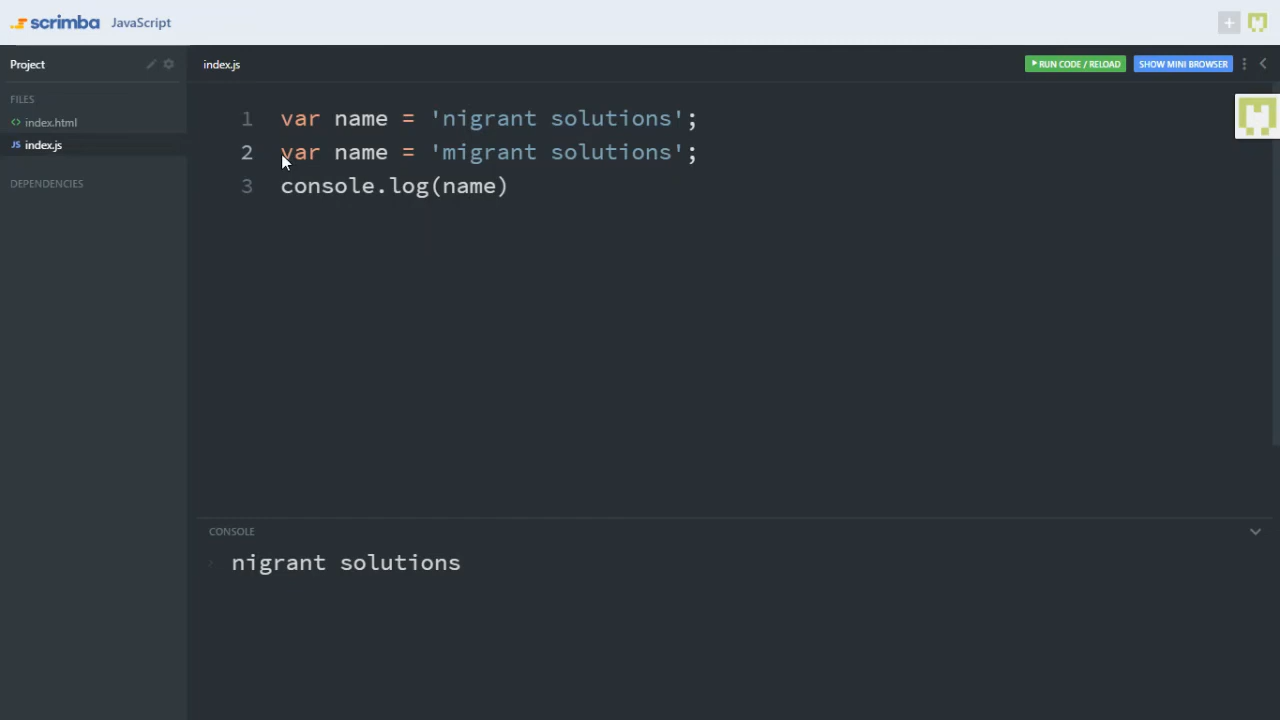 scrimba JavaScript
Project
index.js
RUN CODE / RELOAD
SHOW MINI BROWSER
FILES
index.html
index.js
DEPENDENCIES
1 var name = 'nigrant solutions';
2 var name = 'migrant solutions';
3 console.log(name)
CONSOLE
nigrant solutions